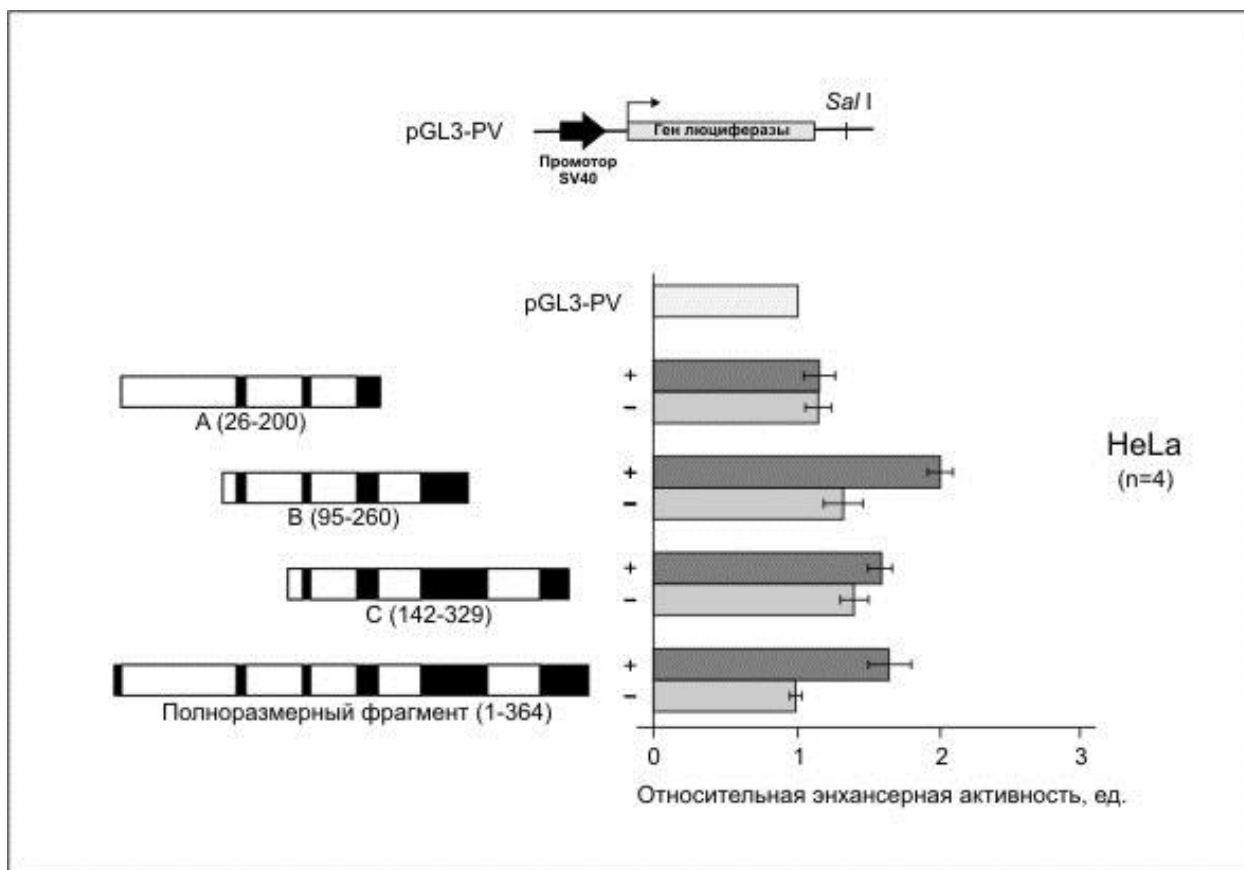 Sal I
pGL3-PV
Ген люциферазы
Промотор
SV40
pGL3-PV
+
–
A (26-200)
+
–
B (95-260)
HeLa
(n=4)
+
–
C (142-329)
+
–
Полноразмерный фрагмент (1-364)
0 1 2 3
Относительная энхансерная активность, ед.